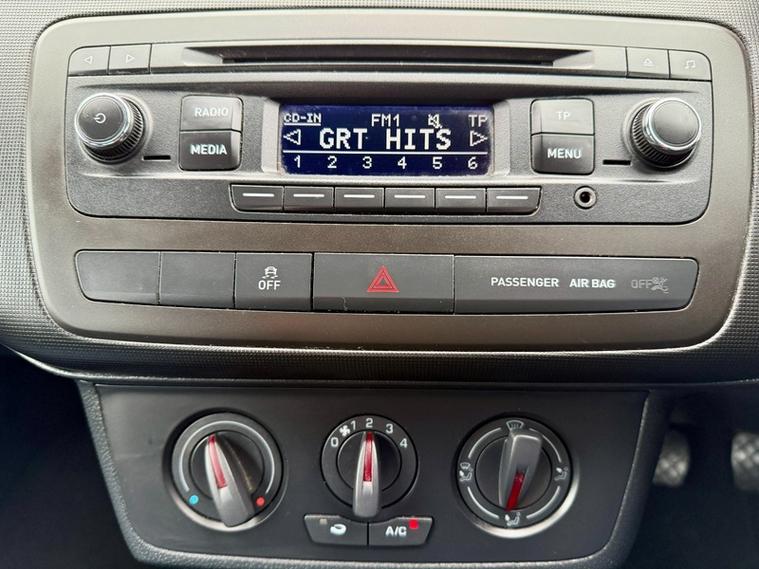 RADIO
MEDIA
CD-IN FM1 TP
GRT HITS
1 2 3 4 5 6
TP
MENU
OFF
PASSENGER AIR BAG OFF
0 1 2 3 4
A/C